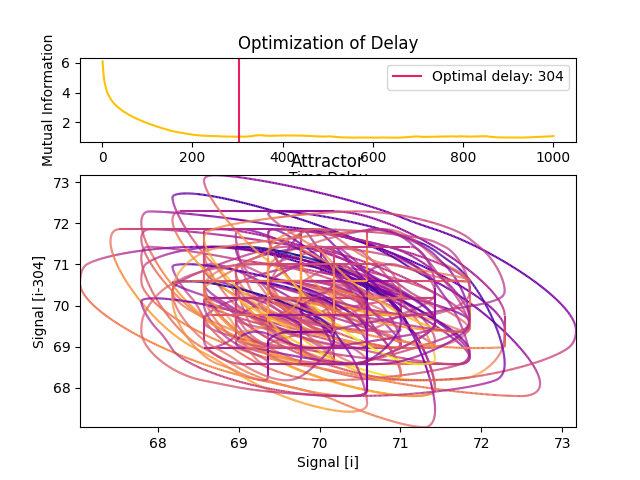 Optimization of Delay
Mutual Information
6
4
2
Optimal delay: 304
0 200 400 600 800 1000
Time Delay
Attractor
Signal [i-304]
73
72
71
70
69
68
68 69 70 71 72 73
Signal [i]